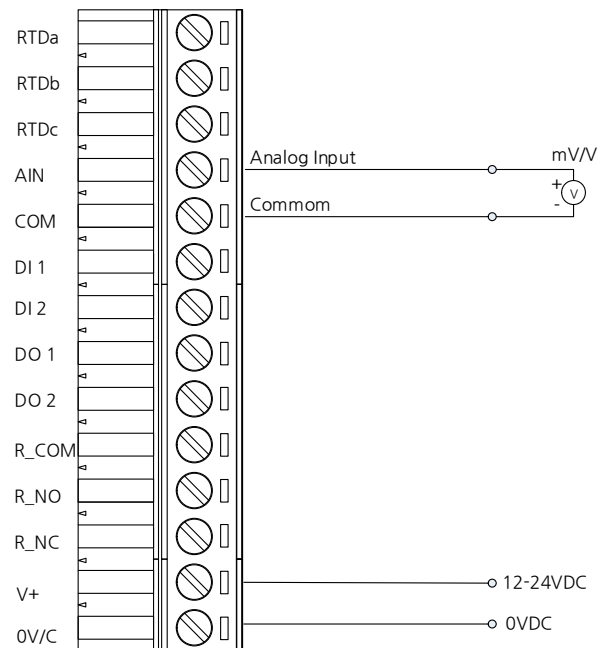 RTDa
RTDb
RTDc
AIN
COM
DI 1
DI 2
DO 1
DO 2
R_COM
R_NO
R_NC
V+
0V/C
Analog Input
Commom
mV/V
+
V
-
12-24VDC
0VDC